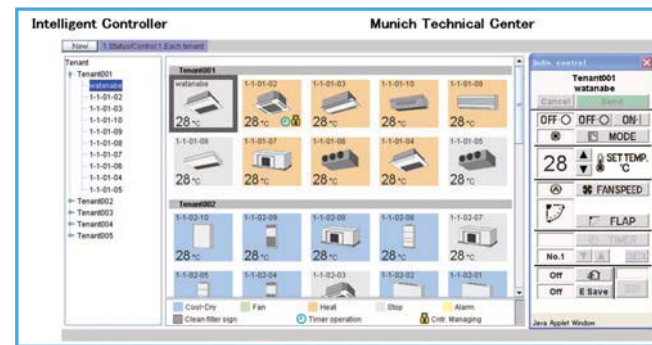 Intelligent Controller
Munich Technical Center
New
1.Status/Control:1.Each tenant
Tenant
Tenant001
watanabe
1-1-01-02
1-1-01-03
1-1-01-10
1-1-01-09
1-1-01-08
1-1-01-07
1-1-01-06
1-1-01-04
1-1-01-05
Tenant002
Tenant003
Tenant004
Tenant005
Tenant001
watanabe 1-1-01-02 1-1-01-03 1-1-01-10 1-1-01-09
28°C 28°C 28°C 28°C 28°C
1-1-01-08 1-1-01-07 1-1-01-06 1-1-01-04 1-1-01-05
28°C 28°C 28°C 28°C 28°C
Tenant002
1-1-02-10 1-1-02-09 1-1-02-08 1-1-02-06 1-1-02-07
28°C 28°C 28°C 28°C 28°C
1-1-02-05 1-1-02-04 1-1-02-03 1-1-02-02 1-1-02-01
Cool・Dry Fan Heat Stop Alarm
Clean filter sign Timer operation Cntr. Managing
Indiv. control
Tenant001
watanabe
Cancel Send
OFF OFF ON
MODE
28 SET TEMP. °C
FANSPEED
FLAP
TIMER
No.1
Off
Off E Save
Java Applet Window